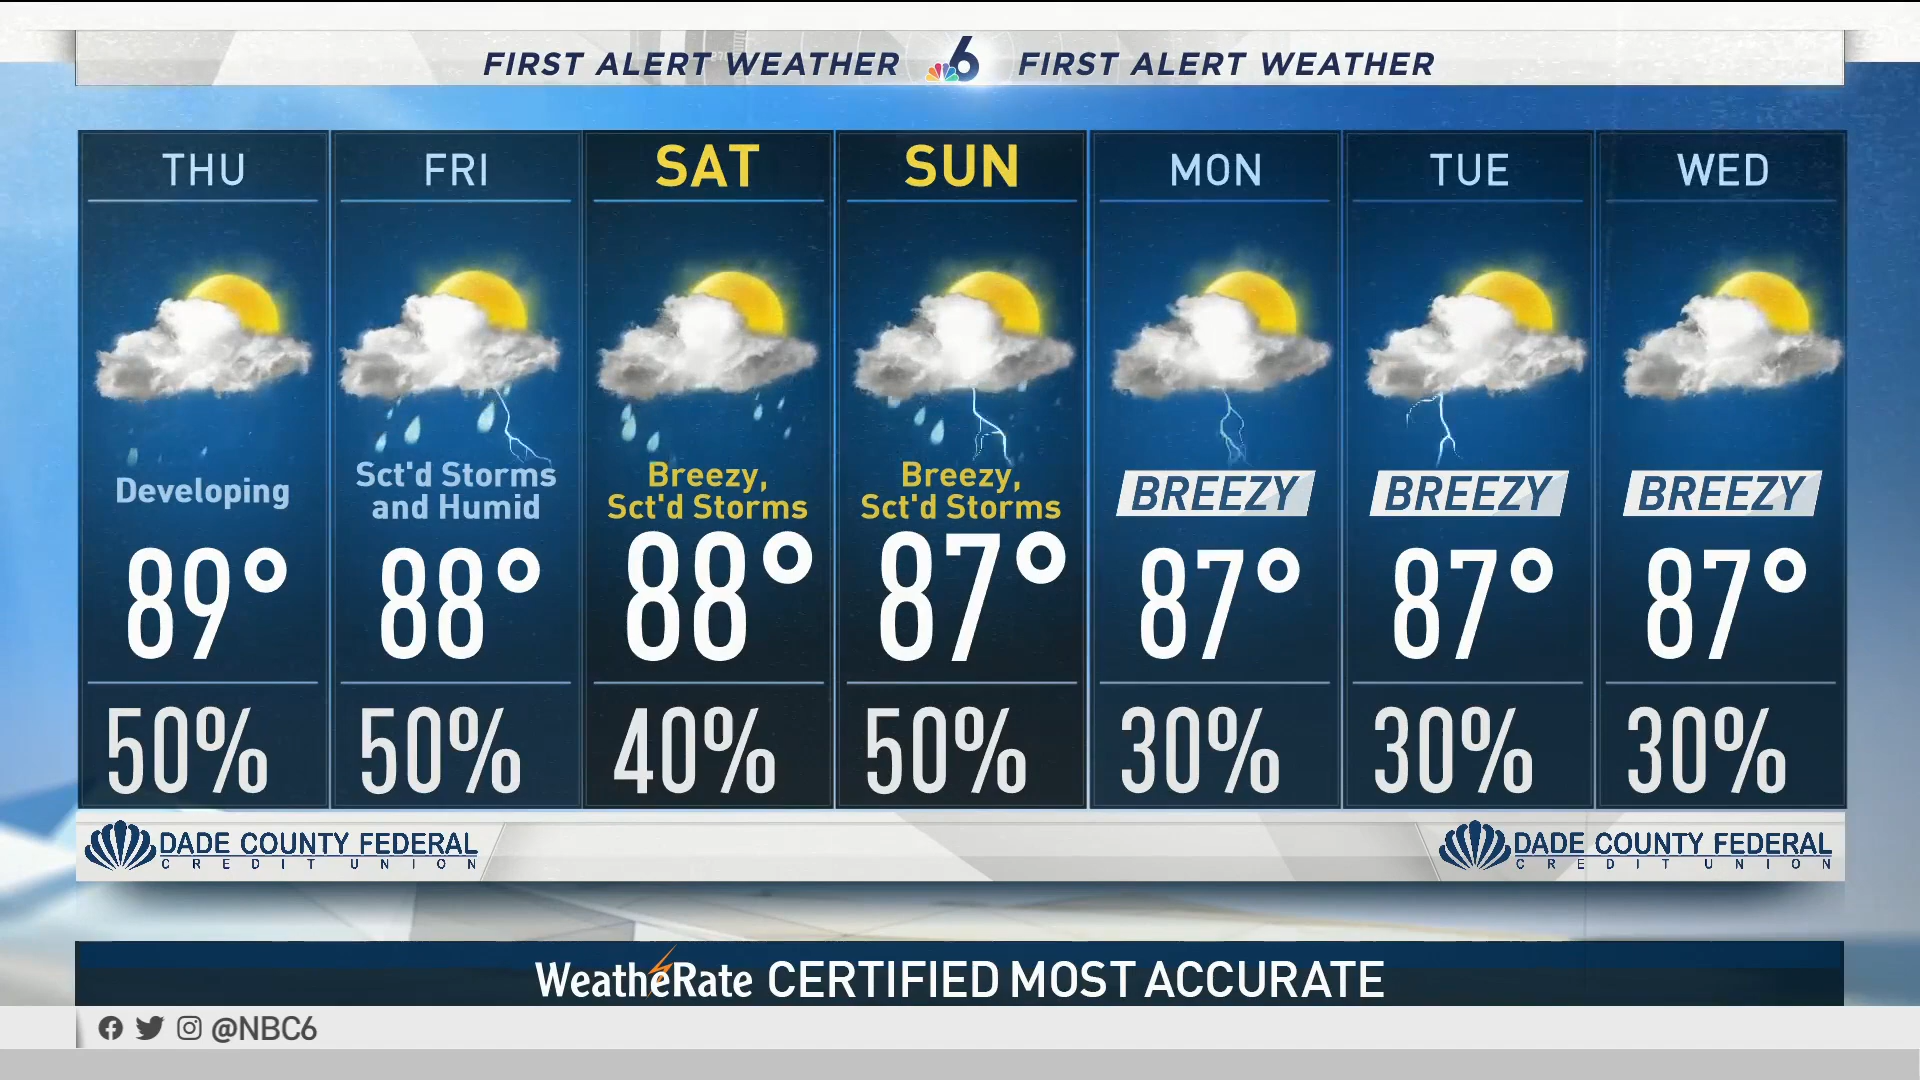 FIRST ALERT WEATHER 6 FIRST ALERT WEATHER
THU FRI SAT SUN MON TUE WED
Developing
Sct'd Storms
and Humid
Breezy,
Sct'd Storms
Breezy,
Sct'd Storms
BREEZY BREEZY BREEZY
89° 88° 88° 87° 87° 87° 87°
50% 50% 40% 50% 30% 30% 30%
DADE COUNTY FEDERAL
CREDIT UNION
DADE COUNTY FEDERAL
CREDIT UNION
WeatheRate CERTIFIED MOST ACCURATE
@NBC6